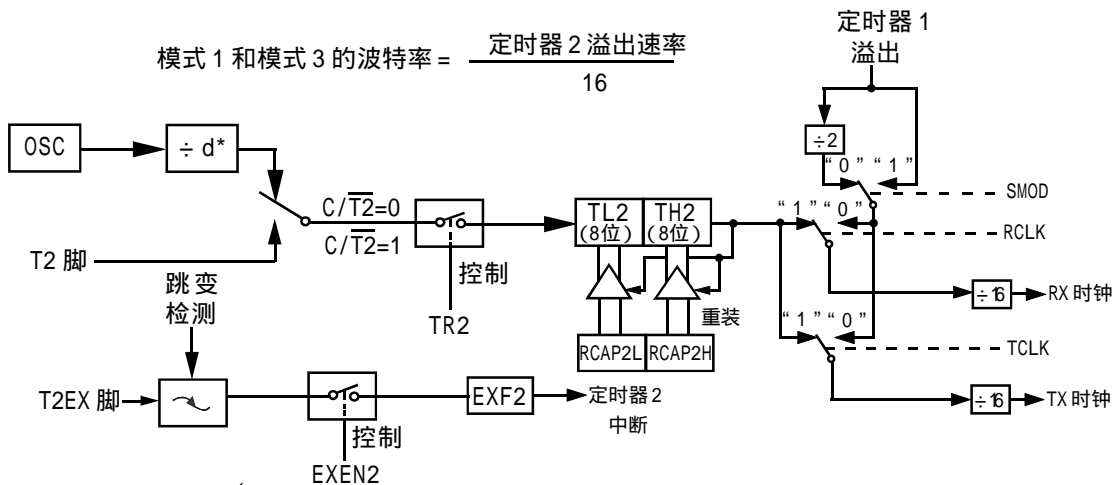 定时器 1
溢出
模式 1 和模式 3 的波特率 = 定时器 2 溢出速率
16
OSC
÷ d*
÷2
“0” “1”
SMOD
C/T2=0
C/T2=1
TL2
(8位)
TH2
(8位)
“1” “0”
RCLK
T2 脚
控制
TR2
÷16
RX 时钟
跳变
检测
重装
“1” “0”
RCAP2L
RCAP2H
TCLK
T2EX 脚
EXF2
定时器 2
中断
÷16
TX 时钟
控制
EXEN2